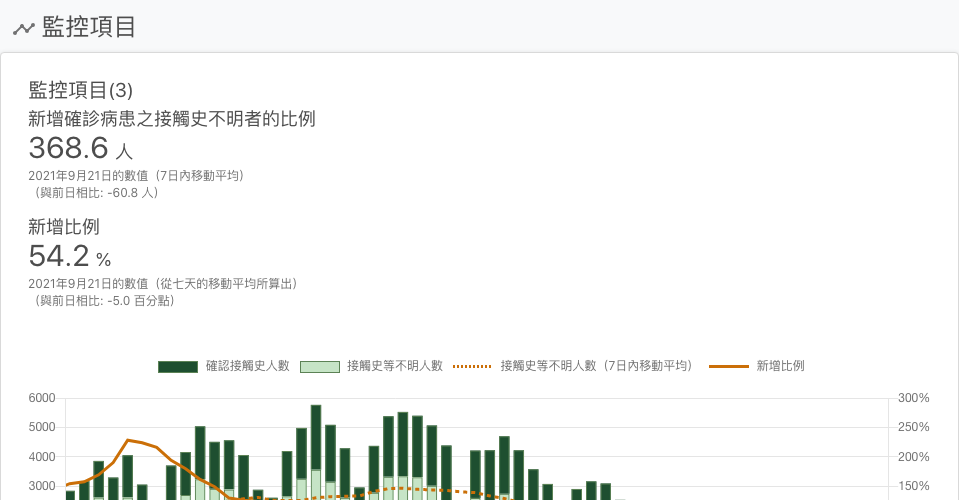 監控項目
監控項目(3)
新增確診病患之接觸史不明者的比例
368.6 人
2021年9月21日的數值（7日內移動平均）
（與前日相比: -60.8 人）
新增比例
54.2 %
2021年9月21日的數值（從七天的移動平均所算出）
（與前日相比: -5.0 百分點）
確認接觸史人數 接觸史等不明人數 接觸史等不明人數（7日內移動平均） 新增比例
6000 300%
5000 250%
4000 200%
3000 150%